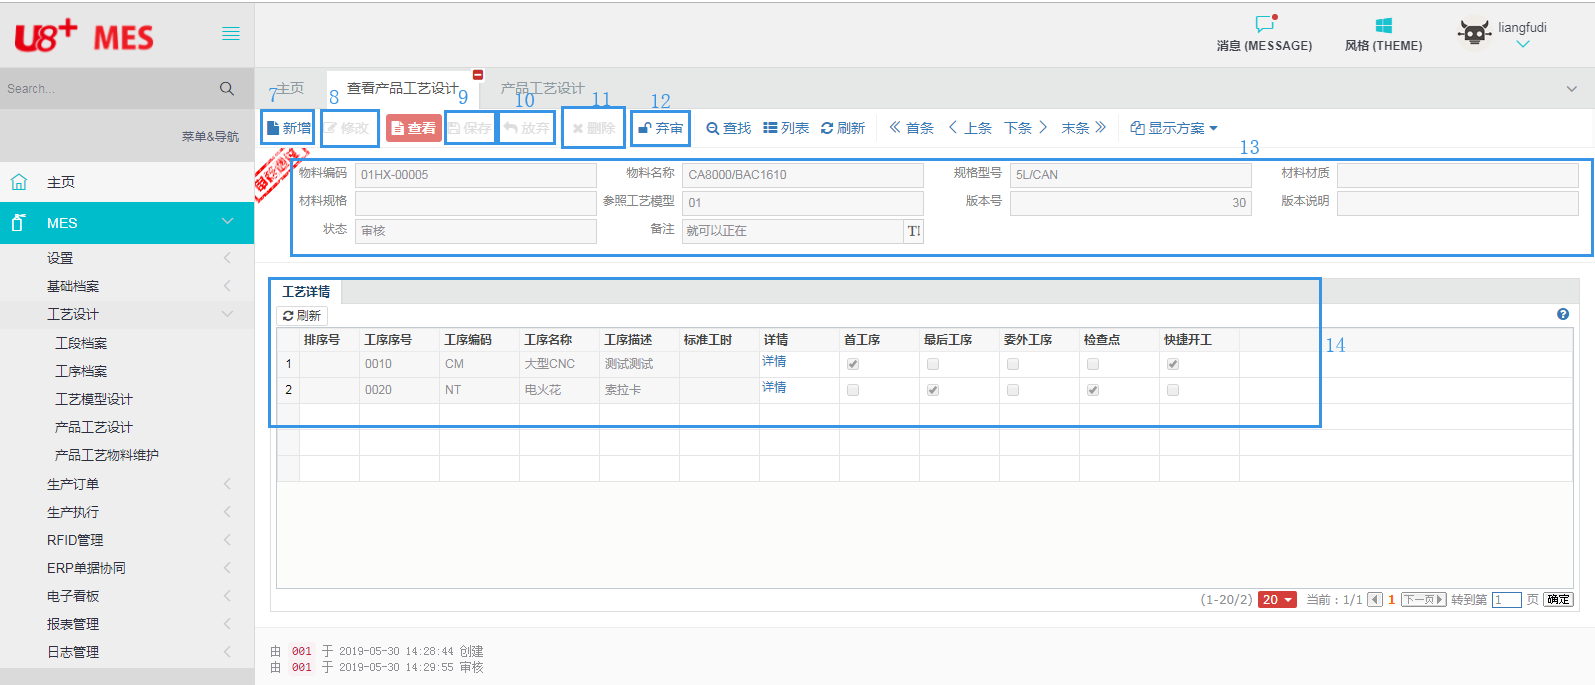 U8+ MES
消息 (MESSAGE)
风格 (THEME)
liangfudi
Search...
菜单&导航
主页
MES
设置
基础档案
工艺设计
工段档案
工序档案
工艺模型设计
产品工艺设计
产品工艺物料维护
生产订单
生产执行
RFID管理
ERP单据协同
电子看板
报表管理
日志管理
主页 查看产品工艺设计 产品工艺设计
7 8 9 10 11 12
新增 修改 查看 保存 放弃 删除 弃审 查找 列表 刷新 首条 上条 下条 末条 显示方案
13
物料编码 01HX-00005 物料名称 CA8000/BAC1610 规格型号 5L/CAN 材料材质
材料规格 参照工艺模型 01 版本号 30 版本说明
状态 审核 备注 就可以正在 TI
工艺详情
刷新
排序号 工序序号 工序编码 工序名称 工序描述 标准工时 详情 首工序 最后工序 委外工序 检查点 快捷开工
14
1 0010 CM 大型CNC 测试测试 详情
2 0020 NT 电火花 索拉卡 详情
(1-20/2) 20 当前：1/1 1 下一页 转到第 1 页 确定
由 001 于 2019-05-30 14:28:44 创建
由 001 于 2019-05-30 14:29:55 审核